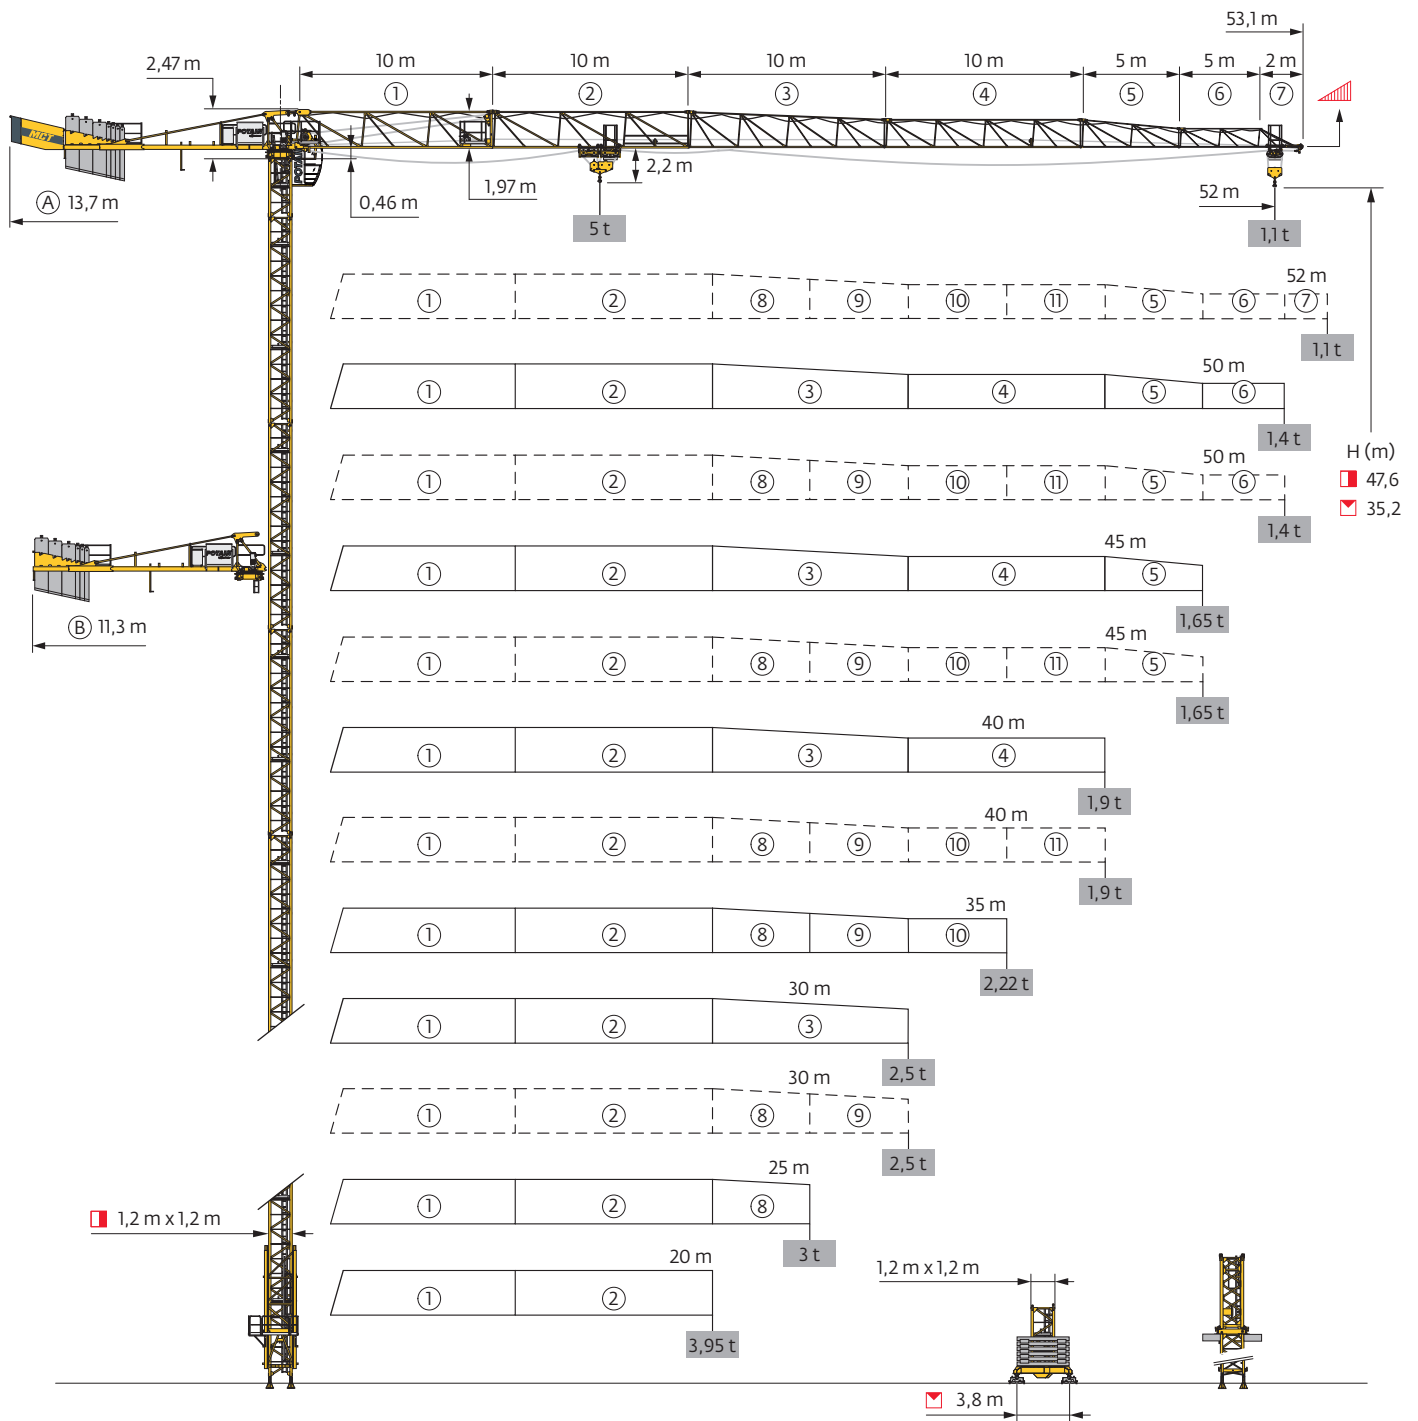 53,1 m
2,47 m
10 m 10 m 10 m 10 m 5 m 5 m 2 m
① ② ③ ④ ⑤ ⑥ ⑦
MCT
POTAIN
POTAIN
2,2 m
1,97 m
0,46 m
Ⓐ 13,7 m
52 m
5 t
1,1 t
52 m
① ② ⑧ ⑨ ⑩ ⑪ ⑤ ⑥ ⑦
1,1 t
50 m
① ② ③ ④ ⑤ ⑥
1,4 t
H (m)
47,6
35,2
50 m
① ② ⑧ ⑨ ⑩ ⑪ ⑤ ⑥
1,4 t
45 m
POTAIN
① ② ③ ④ ⑤
1,65 t
Ⓑ 11,3 m
45 m
① ② ⑧ ⑨ ⑩ ⑪ ⑤
1,65 t
40 m
① ② ③ ④
1,9 t
40 m
① ② ⑧ ⑨ ⑩ ⑪
1,9 t
35 m
① ② ⑧ ⑨ ⑩
2,22 t
30 m
① ② ③
2,5 t
30 m
① ② ⑧ ⑨
2,5 t
25 m
① ② ⑧
3 t
1,2 m x 1,2 m
20 m
① ②
3,95 t
1,2 m x 1,2 m
3,8 m